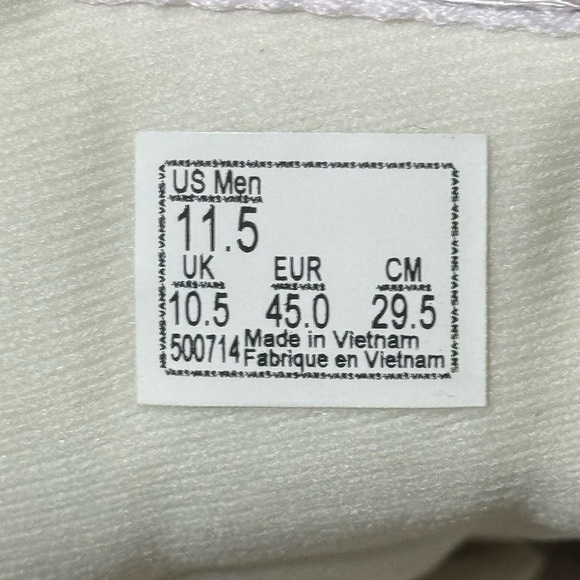 US Men
11.5
UK EUR CM
10.5 45.0 29.5
500714 Made in Vietnam
Fabrique en Vietnam